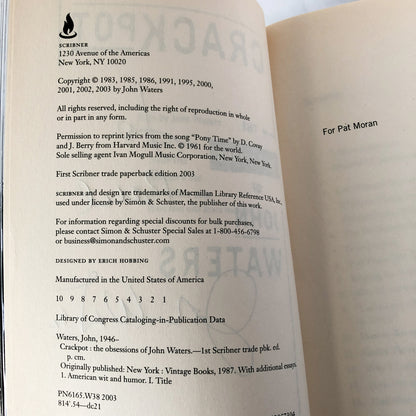 SCRIBNER
1230 Avenue of the Americas
New York, NY 10020
Copyright © 1983, 1985, 1986, 1991, 1995, 2000,
2001, 2002, 2003 by John Waters
All rights reserved, including the right of reproduction in whole
or in part in any form.
Permission to reprint lyrics from the song "Pony Time" by D. Covay
and J. Berry from Harvard Music Inc. © 1961 for the world.
Sole selling agent Ivan Mogull Music Corporation, New York, New York.
First Scribner trade paperback edition 2003
SCRIBNER and design are trademarks of Macmillan Library Reference USA, Inc.,
used under license by Simon & Schuster, the publisher of this work.
For information regarding special discounts for bulk purchases,
please contact Simon & Schuster Special Sales at 1-800-456-6798
or business@simonandschuster.com
DESIGNED BY ERICH HOBBING
Manufactured in the United States of America
10 9 8 7 6 5 4 3 2 1
Library of Congress Cataloging-in-Publication Data
Waters, John, 1946–
Crackpot : the obsessions of John Waters.—1st Scribner trade pbk. ed.
p. cm.
Originally published: New York : Vintage Books, 1987. With additional essays.
1. American wit and humor. I. Title
PN6165.W38 2003
814'.54—dc21
For Pat Moran
CRACKPOT
WATERS